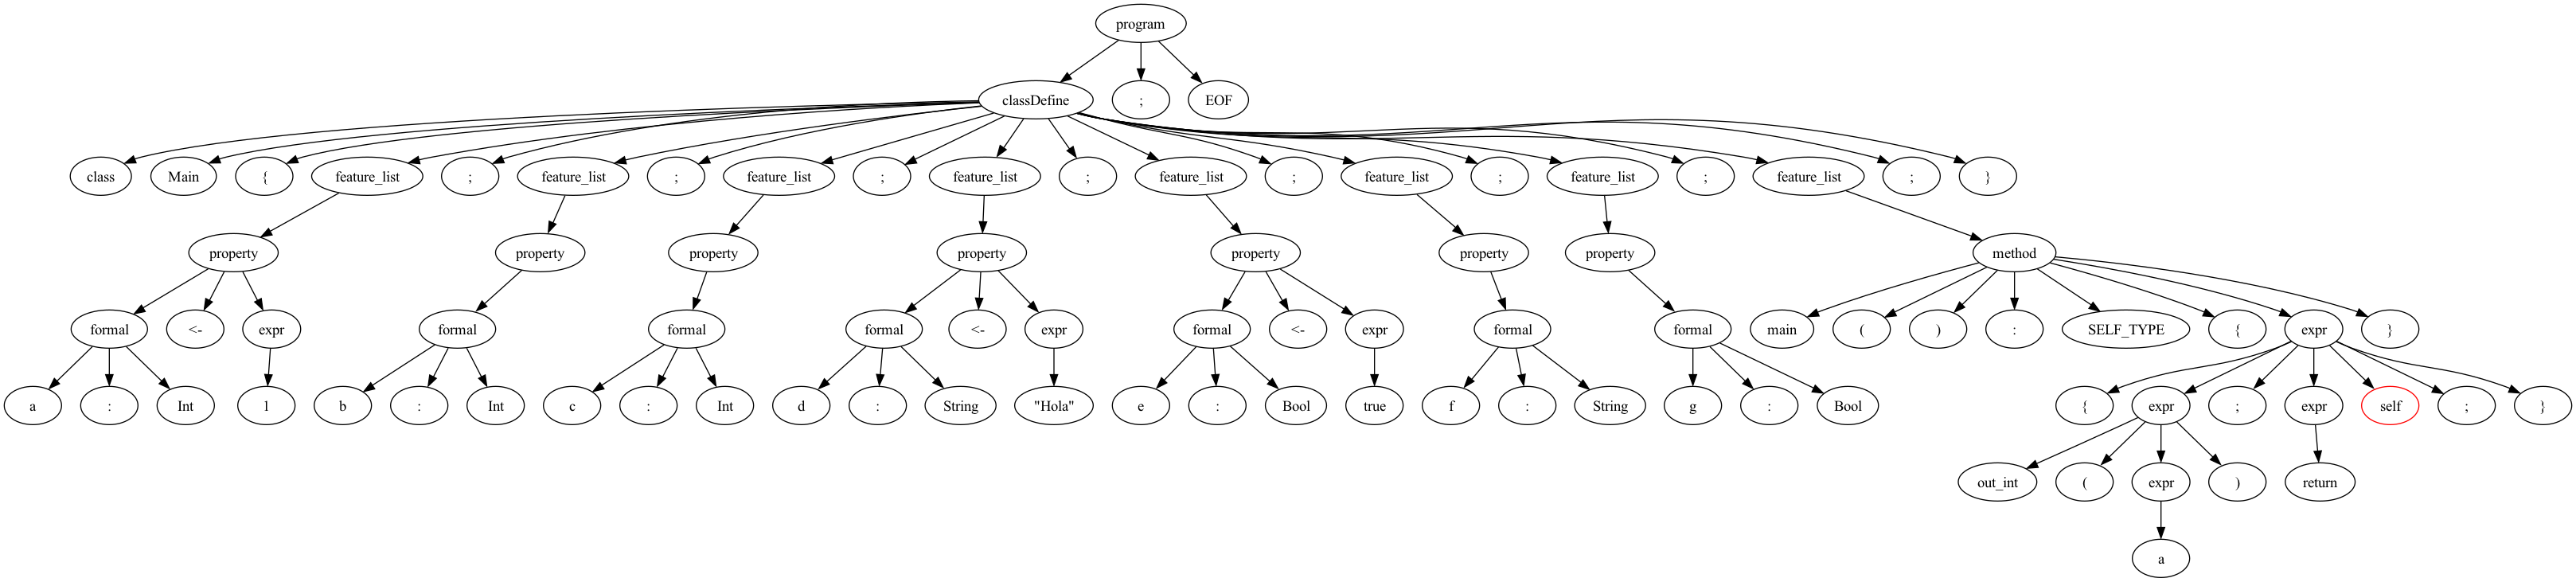 program
classDefine ; EOF
class Main { feature_list ; feature_list ; feature_list ; feature_list ; feature_list ; feature_list ; feature_list ; feature_list ; }
property property property property property property property method
formal <- expr formal formal formal <- expr formal <- expr formal formal main ( ) : SELF_TYPE { expr }
a : Int l b : Int c : Int d : String "Hola" e : Bool true f : String g : Bool { expr ; expr self ; }
out_int ( expr ) return
a